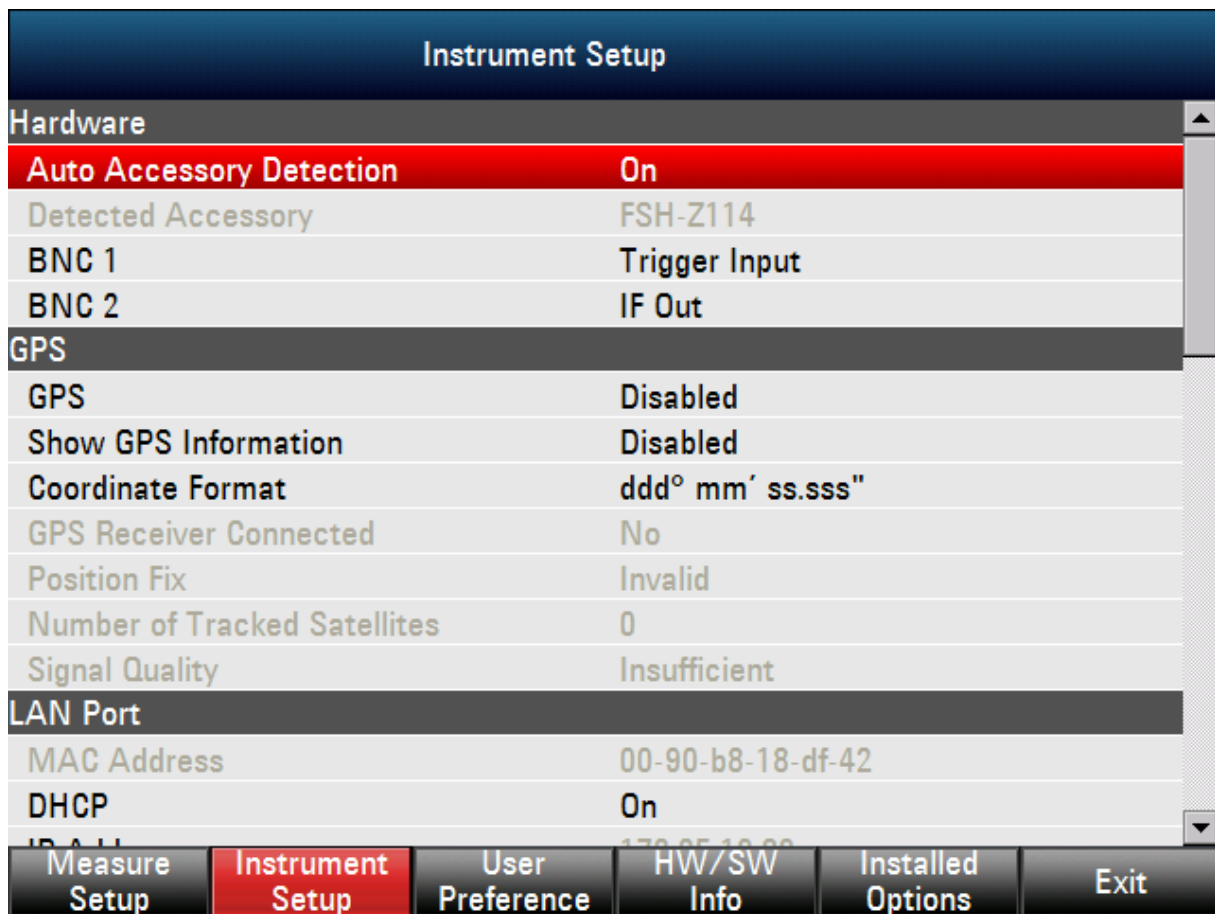 Instrument Setup
Hardware
Auto Accessory Detection On
Detected Accessory FSH-Z114
BNC 1 Trigger Input
BNC 2 IF Out
GPS
GPS Disabled
Show GPS Information Disabled
Coordinate Format ddd° mm´ ss.sss"
GPS Receiver Connected No
Position Fix Invalid
Number of Tracked Satellites 0
Signal Quality Insufficient
LAN Port
MAC Address 00-90-b8-18-df-42
DHCP On
Measure Setup
Instrument Setup
User Preference
HW/SW Info
Installed Options
Exit